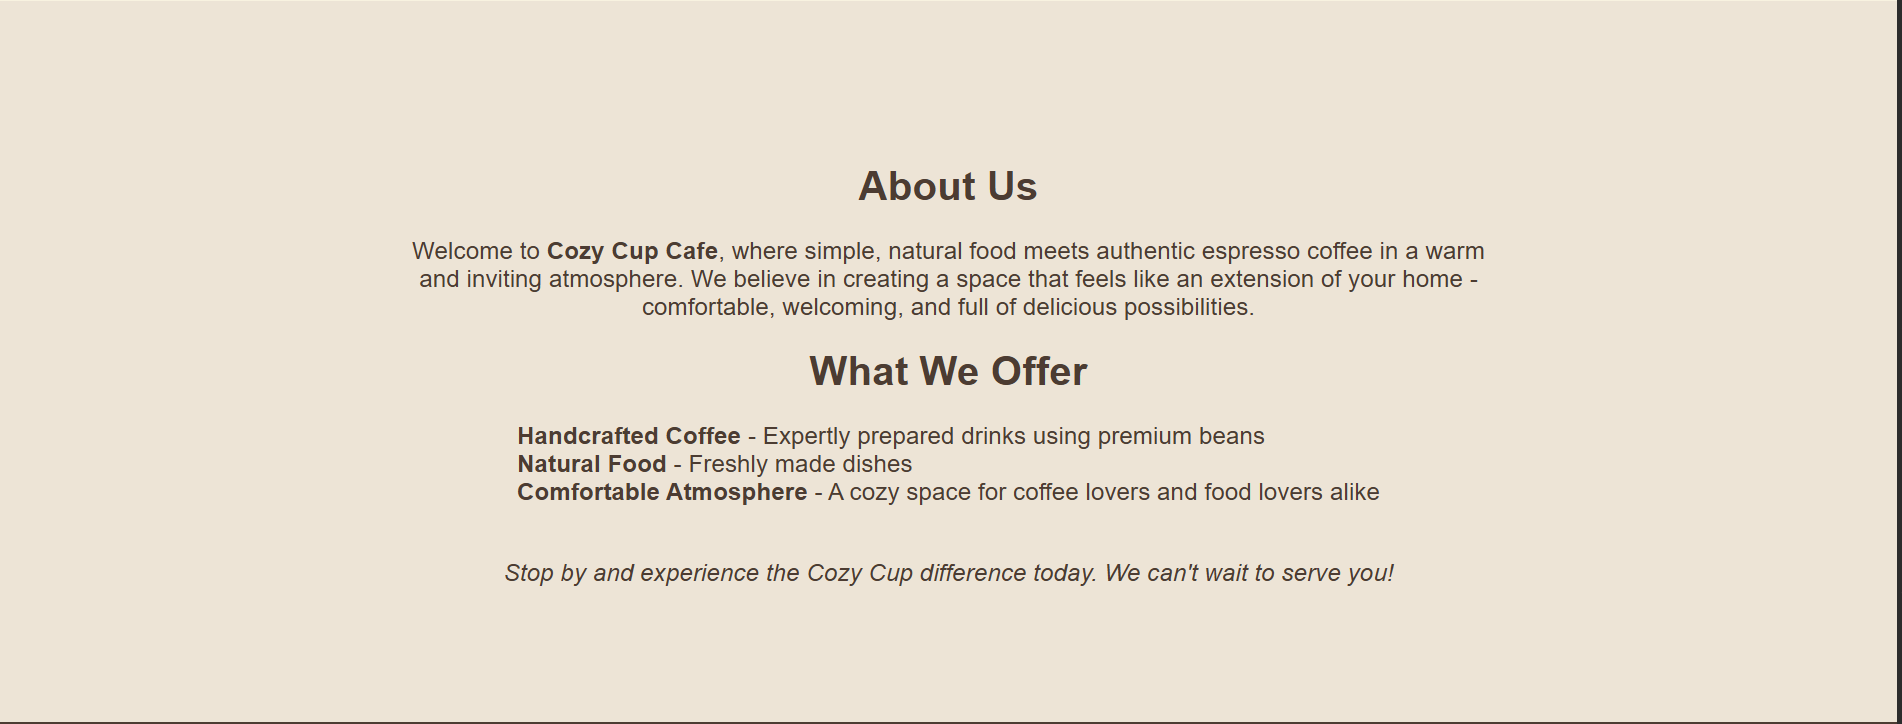 About Us
Welcome to Cozy Cup Cafe, where simple, natural food meets authentic espresso coffee in a warm
and inviting atmosphere. We believe in creating a space that feels like an extension of your home -
comfortable, welcoming, and full of delicious possibilities.
What We Offer
Handcrafted Coffee - Expertly prepared drinks using premium beans
Natural Food - Freshly made dishes
Comfortable Atmosphere - A cozy space for coffee lovers and food lovers alike
Stop by and experience the Cozy Cup difference today. We can't wait to serve you!